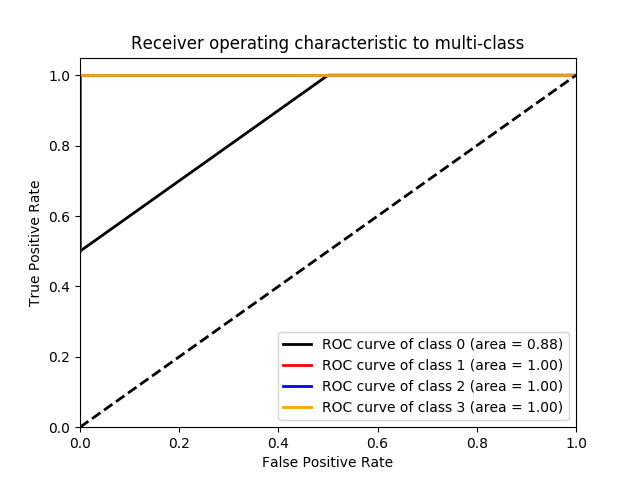 Receiver operating characteristic to multi-class
True Positive Rate
1.0
0.8
0.6
0.4
0.2
0.0
ROC curve of class 0 (area = 0.88)
ROC curve of class 1 (area = 1.00)
ROC curve of class 2 (area = 1.00)
ROC curve of class 3 (area = 1.00)
0.0 0.2 0.4 0.6 0.8 1.0
False Positive Rate